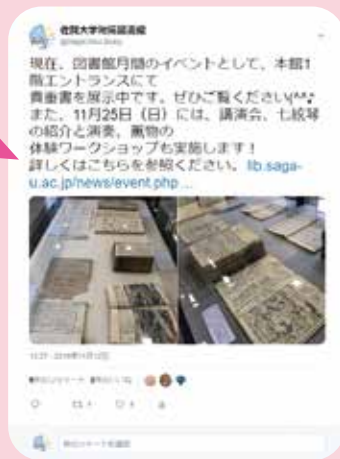 佐賀大学附属図書館
現在、図書館月間のイベントとして、本館1
階エントランスにて
貴重書を展示中です。ぜひご覧ください(^^♪
また、11月25日(日)には、講演会、七絃琴
の紹介と演奏、薫物の
体験ワークショップも実施します!
詳しくはこちらを参照ください。 lib.saga-
u.ac.jp/news/event.php ...